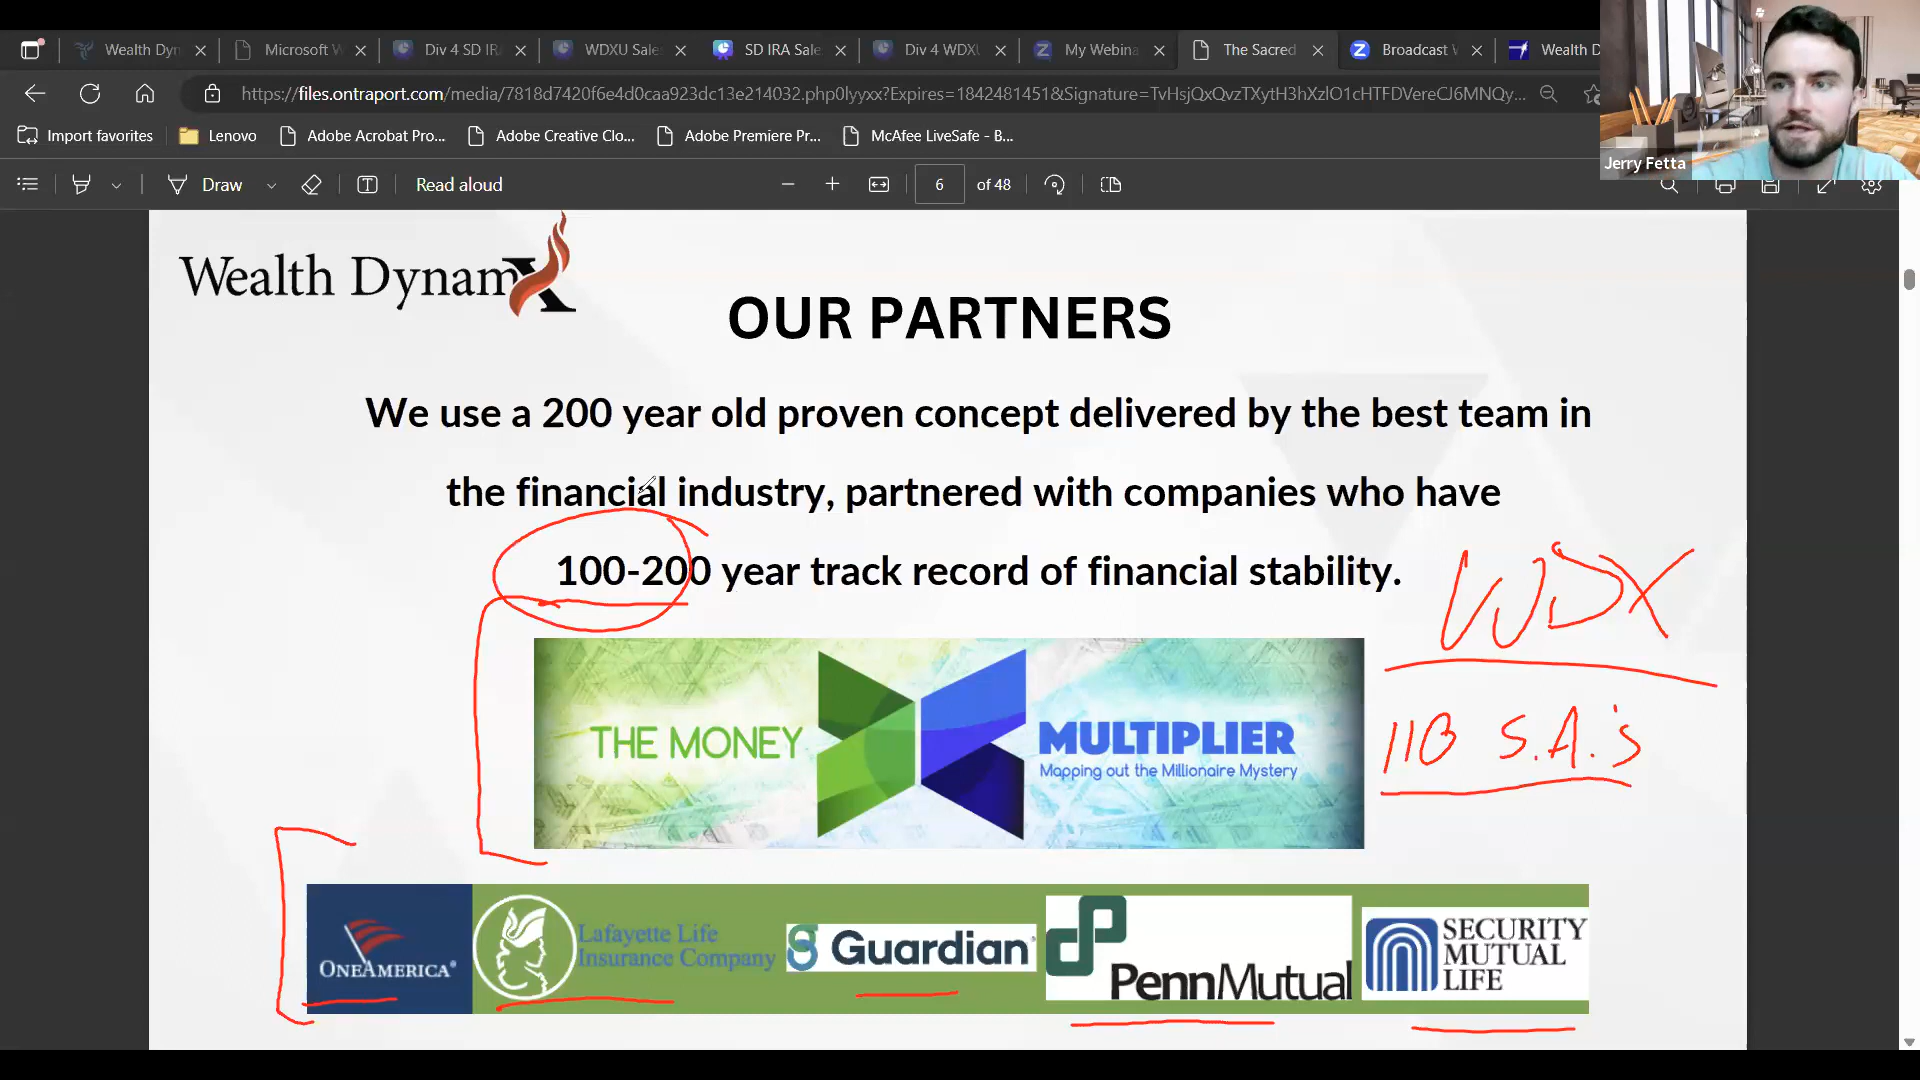 Wealth Dyn
Microsoft W
Div 4 SD IR
WDXU Sale
SD IRA Sale
Div 4 WDX
My Webina
The Sacred
Broadcast
Wealth D
https://files.ontraport.com/media/7818d7420f6e4d0caa923dc13e214032.php0lyyxx?Expires=1842481451&Signature=TvHsjQxQvzTXytH3hXzlO1cHTFDVereCJ6MNQy...
Import favorites
Lenovo
Adobe Acrobat Pro...
Adobe Creative Clo...
Adobe Premiere Pr...
McAfee LiveSafe - B...
Jerry Fetta
Draw
Read aloud
6 of 48
Wealth DynamX
OUR PARTNERS
We use a 200 year old proven concept delivered by the best team in
the financial industry, partnered with companies who have
100-200 year track record of financial stability.
WDX
S.A.'s
THE MONEY
MULTIPLIER
Mapping out the Millionaire Mystery
ONEAMERICA®
Lafayette Life
Insurance Company
Guardian
PennMutual
SECURITY
MUTUAL
LIFE